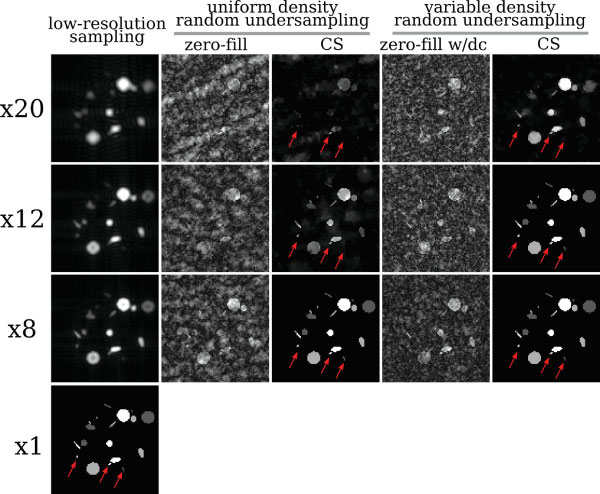 low-resolution
sampling
uniform density
random undersampling
zero-fill CS
variable density
random undersampling
zero-fill w/dc CS
x20
x12
x8
x1